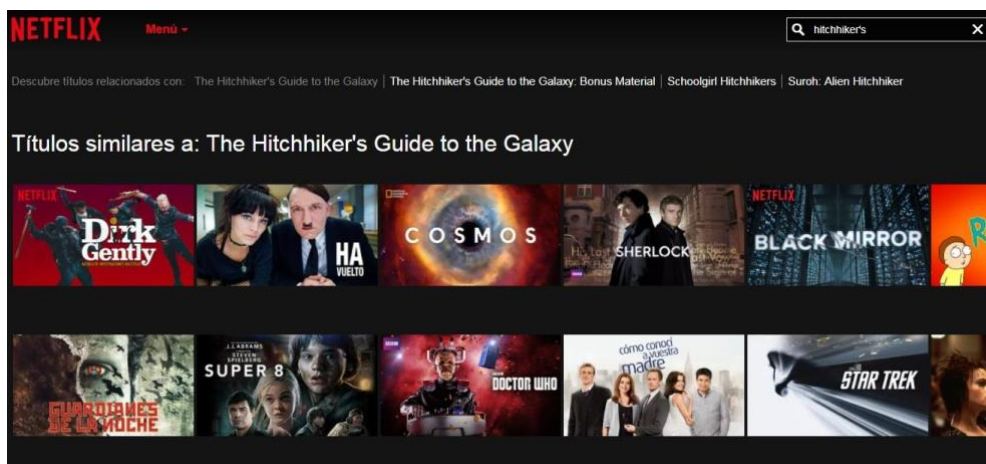 NETFLIX Menú hitchhiker's X
Descubre títulos relacionados con: The Hitchhiker's Guide to the Galaxy | The Hitchhiker's Guide to the Galaxy: Bonus Material | Schoolgirl Hitchhikers | Suroh: Alien Hitchhiker
Títulos similares a: The Hitchhiker's Guide to the Galaxy
NETFLIX
Dirk
Gently
HA
VUELTO
COSMOS
SHERLOCK
BBC
NETFLIX
BLACK MIRROR
R
GUARDIANES
DE LA NOCHE
J.J. ABRAMS
STEVEN
SPIELBERG
SUPER 8
BBC
DOCTOR WHO
cómo conocí
a vuestra
madre
STAR TREK